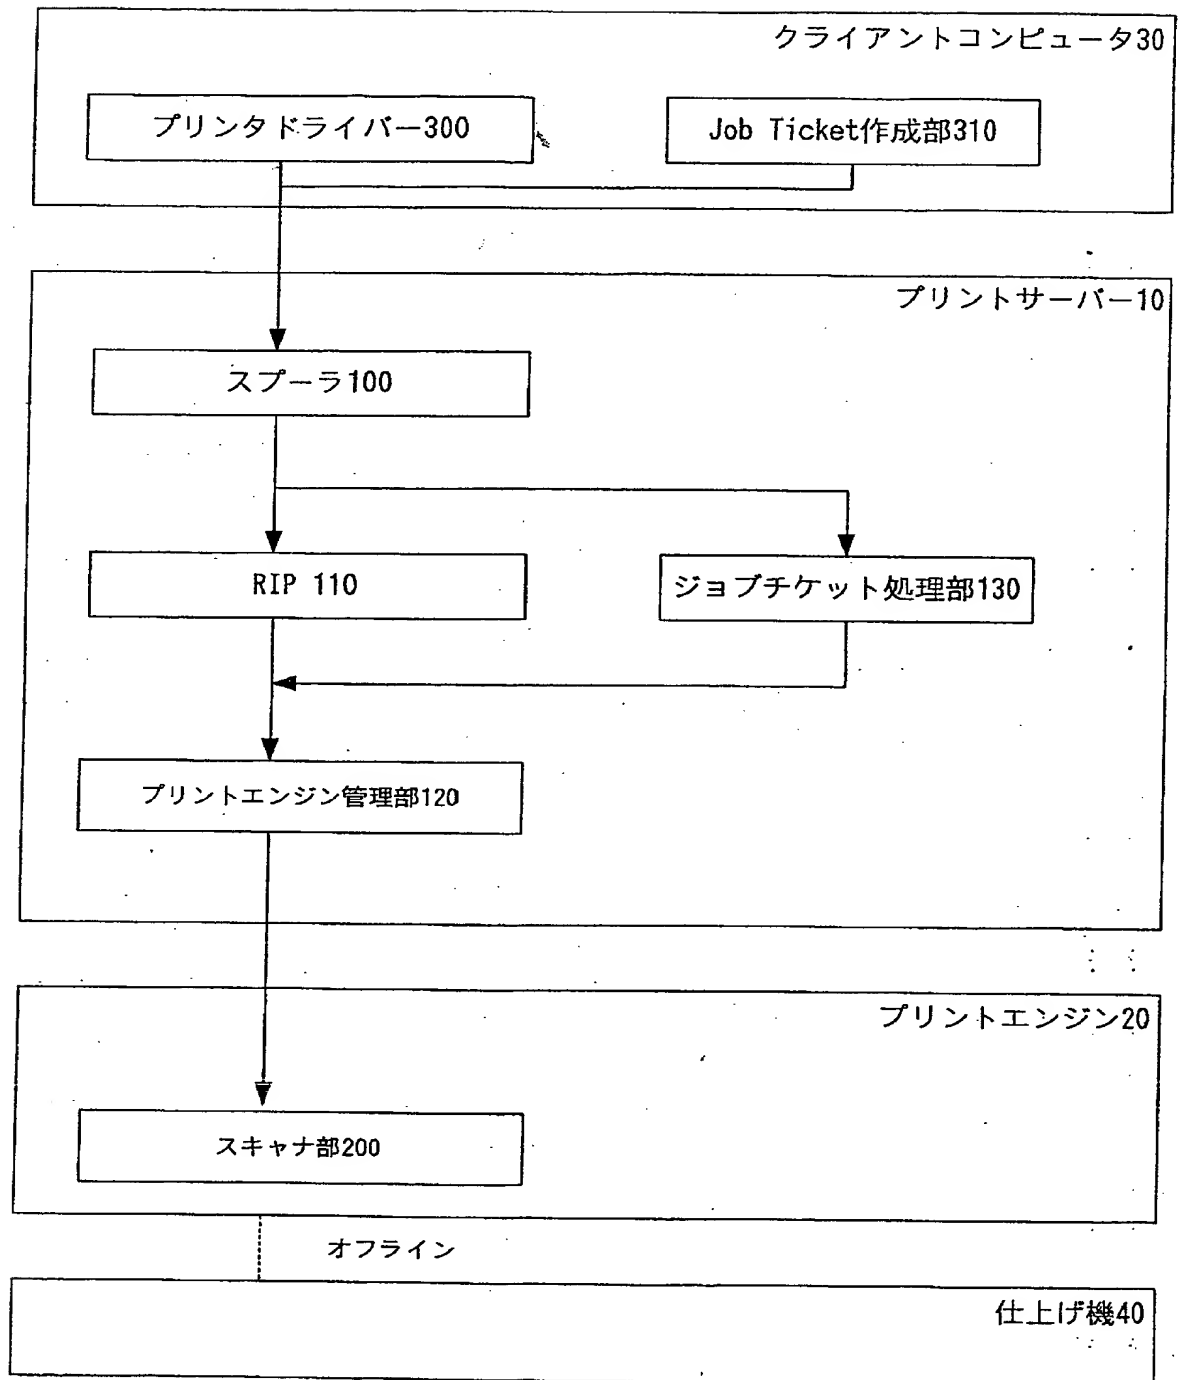 クライアントコンピュータ30
プリンタドライバー300
Job Ticket作成部310
プリントサーバー10
スプーラ100
RIP 110
ジョブチケット処理部130
プリントエンジン管理部120
プリントエンジン20
スキャナ部200
オフライン
仕上げ機40